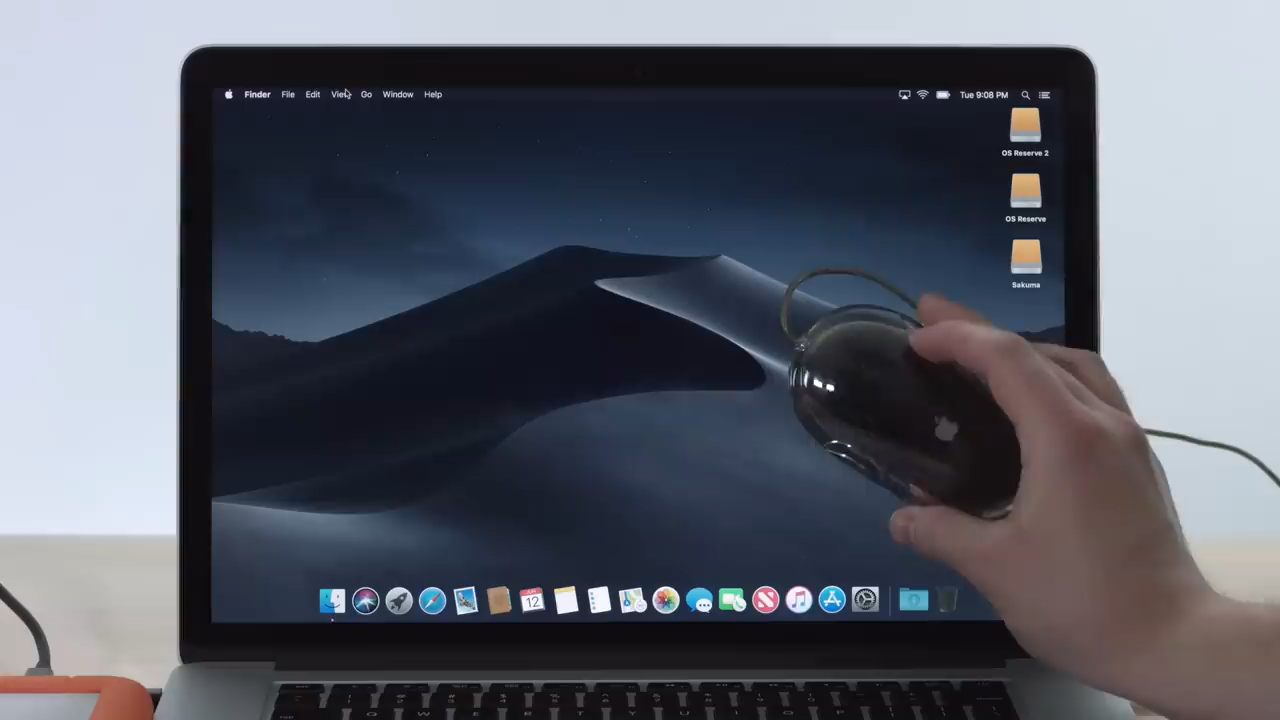 Finder File Edit View Go Window Help
Tue 9:08 PM
OS Reserve 2
OS Reserve
Sakuma
12